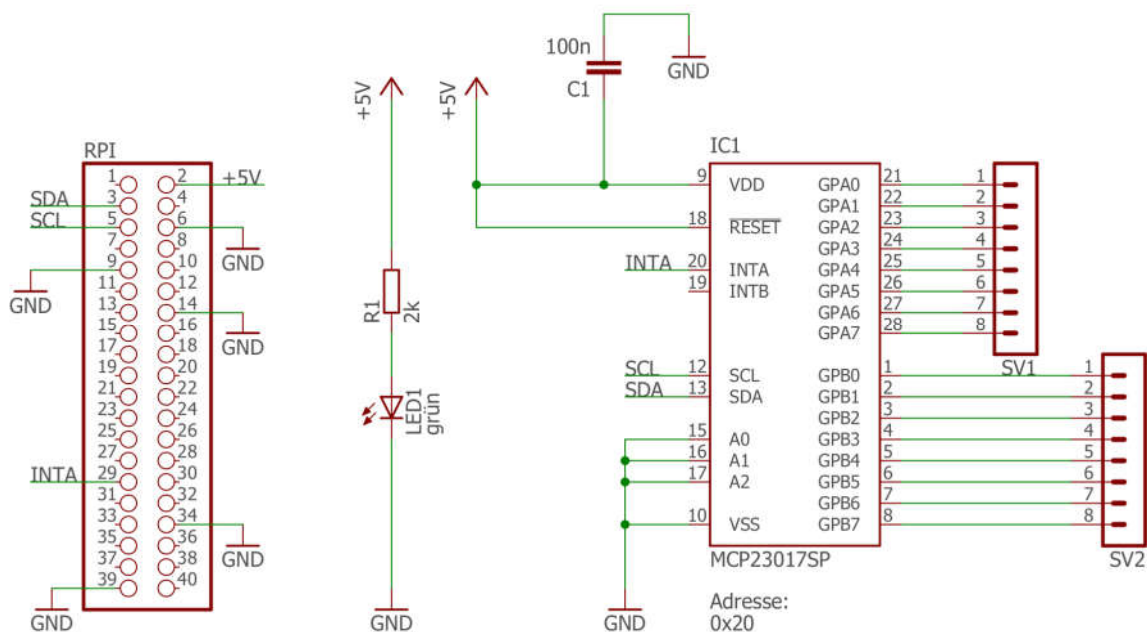 100n
C1
GND
+5V
+5V
RPI
1 2 +5V
SDA 3 4
SCL 5 6
7 8
GND
9 10
11 12
GND
13 14
15 16
GND
17 18
19 20
21 22
23 24
25 26
27 28
INTA 29 30
31 32
33 34
35 36
GND
37 38
39 40
GND
R1
2k
LED1
grün
GND
IC1
9 VDD GPA0 21 1
22 GPA1 2
18 RESET GPA2 23 3
GPA3 24 4
INTA 20 INTA GPA4 25 5
19 INTB GPA5 26 6
GPA6 27 7
GPA7 28 8
SV1
SCL 12 SCL GPB0 1 1
SDA 13 SDA GPB1 2 2
GPB2 3 3
15 A0 GPB3 4 4
16 A1 GPB4 5 5
17 A2 GPB5 6 6
GPB6 7 7
10 VSS GPB7 8 8
MCP23017SP
SV2
GND
Adresse:
0x20